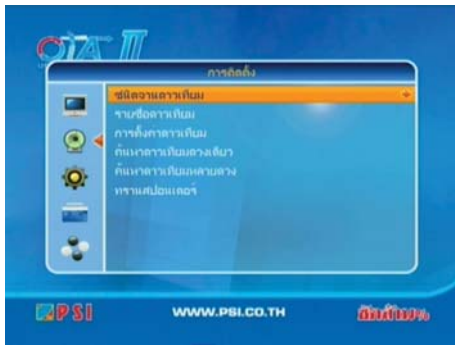 OTA II
การติดตั้ง
ชนิดจานดาวเทียม
รายชื่อดาวเทียม
การตั้งค่าดาวเทียม
ค้นหาดาวเทียมดวงเดียว
ค้นหาดาวเทียมหลายดวง
ทรานสปอนเดอร์
PSI
WWW.PSI.CO.TH